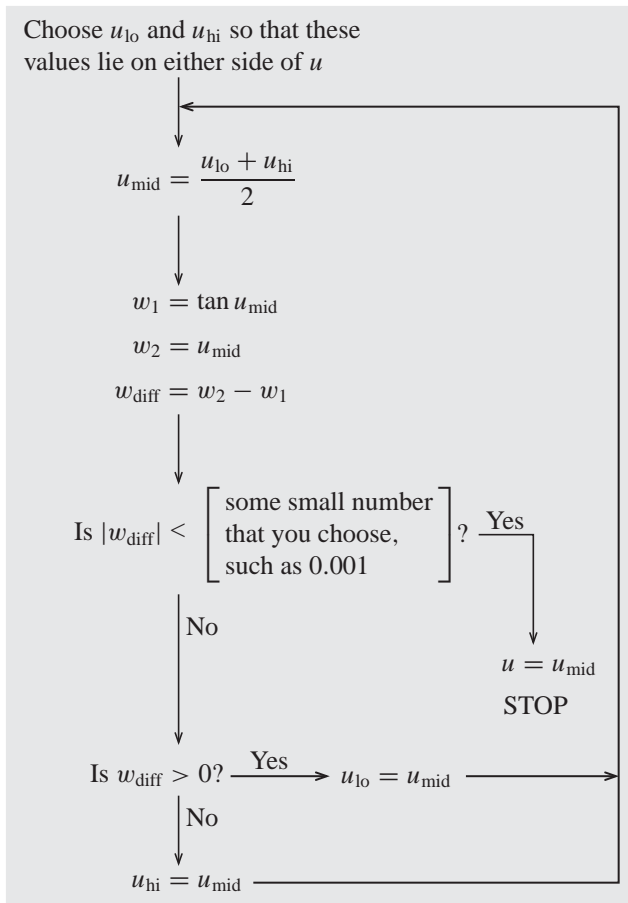 Choose u_lo and u_hi so that these
values lie on either side of u
u_mid = (u_lo + u_hi) / 2
w_1 = tan u_mid
w_2 = u_mid
w_diff = w_2 − w_1
Is |w_diff| < [some small number
that you choose,
such as 0.001] ? Yes
No
u = u_mid
STOP
Is w_diff > 0? Yes u_lo = u_mid
No
u_hi = u_mid